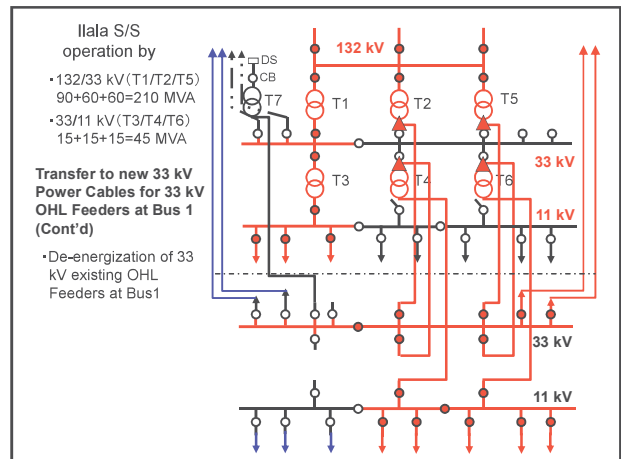 Ilala S/S
operation by
・132/33 kV(T1/T2/T5)
90+60+60=210 MVA
・33/11 kV(T3/T4/T6)
15+15+15=45 MVA
Transfer to new 33 kV
Power Cables for 33 kV
OHL Feeders at Bus 1
(Cont'd)
・De-energization of 33
kV existing OHL
Feeders at Bus1
132 kV
DS
CB
T7
T1
T2
T5
33 kV
T3
T4
T6
11 kV
33 kV
11 kV